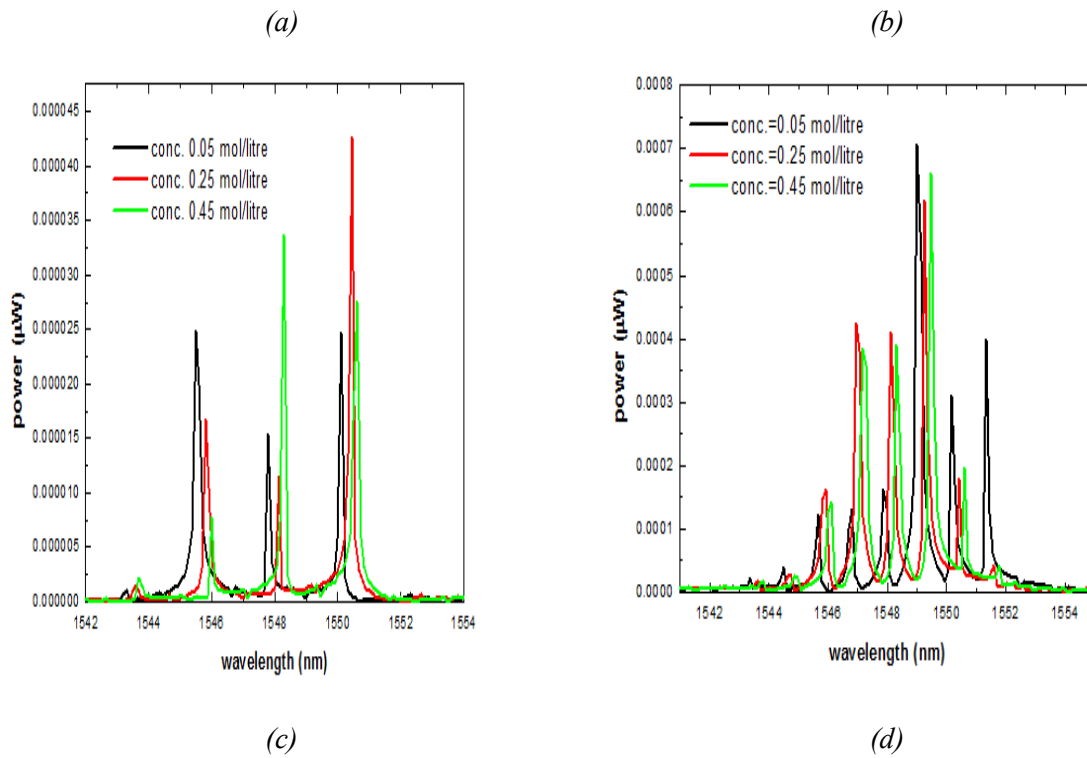 (a)
(b)
0.000045
0.000040
0.000035
0.000030
0.000025
0.000020
0.000015
0.000010
0.000005
0.000000
power (µW)
conc. 0.05 mol/litre
conc. 0.25 mol/litre
conc. 0.45 mol/litre
1542 1544 1546 1548 1550 1552 1554
wavelength (nm)
0.0008
0.0007
0.0006
0.0005
0.0004
0.0003
0.0002
0.0001
0.0000
power (µW)
conc.=0.05 mol/litre
conc.=0.25 mol/litre
conc.=0.45 mol/litre
1542 1544 1546 1548 1550 1552 1554
wavelength (nm)
(c)
(d)